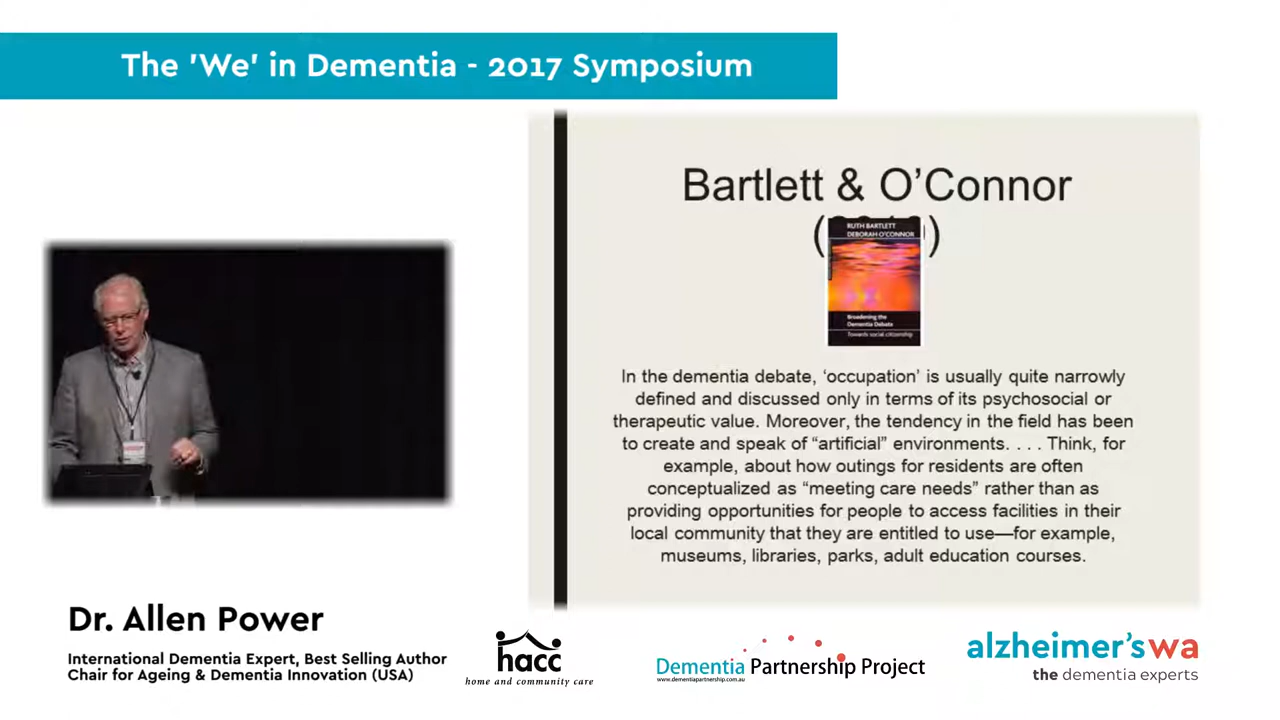 The 'We' in Dementia - 2017 Symposium
Bartlett & O'Connor
RUTH BARTLETT
DEBORAH O'CONNOR
Broadening the
Dementia Debate
Towards social citizenship
In the dementia debate, 'occupation' is usually quite narrowly
defined and discussed only in terms of its psychosocial or
therapeutic value. Moreover, the tendency in the field has been
to create and speak of “artificial” environments. . . . Think, for
example, about how outings for residents are often
conceptualized as “meeting care needs” rather than as
providing opportunities for people to access facilities in their
local community that they are entitled to use—for example,
museums, libraries, parks, adult education courses.
Dr. Allen Power
International Dementia Expert, Best Selling Author
Chair for Ageing & Dementia Innovation (USA)
hacc
home and community care
Dementia Partnership Project
www.dementiapartnership.com.au
alzheimer's wa
the dementia experts